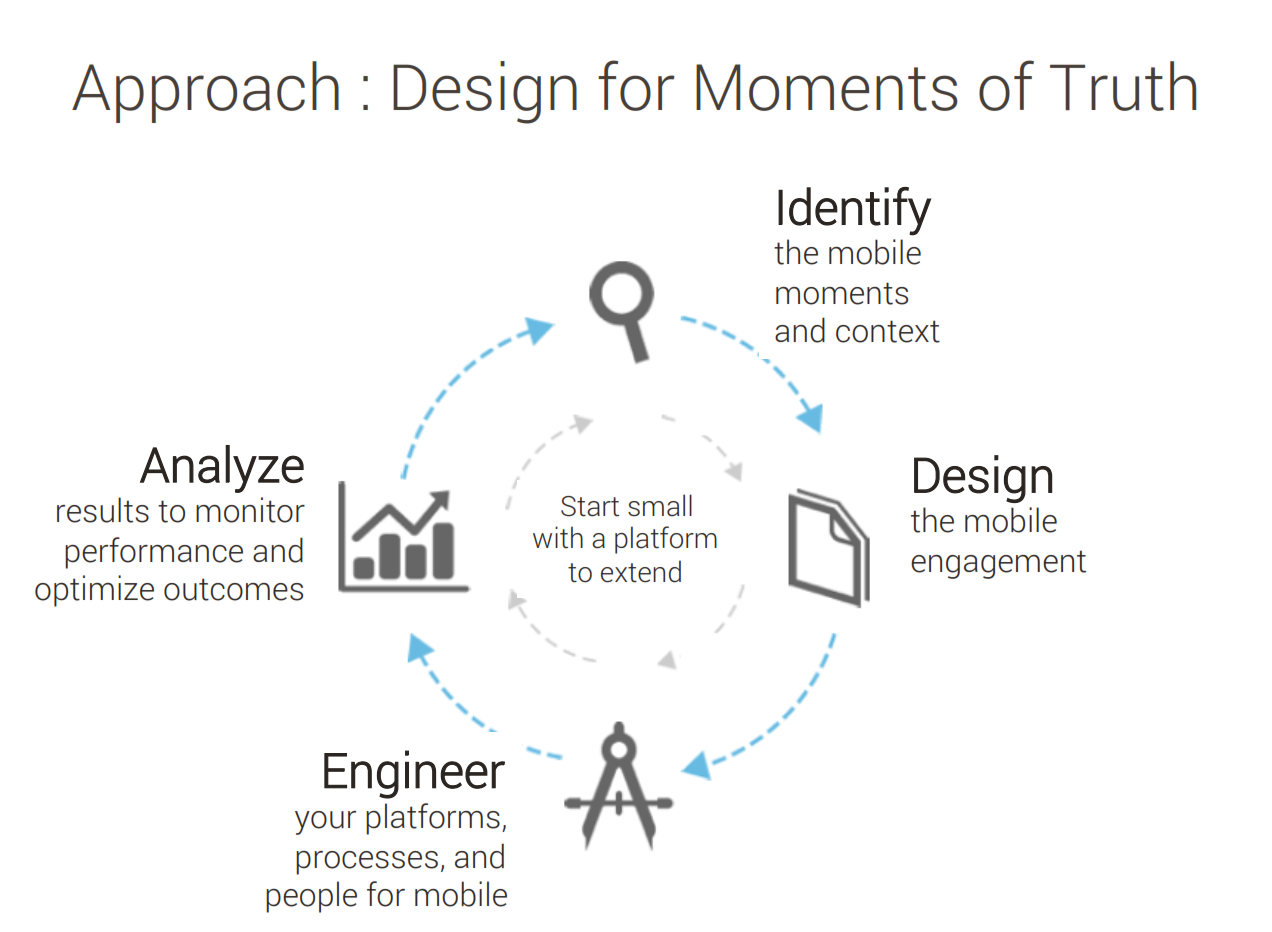 Approach : Design for Moments of Truth
Identify
the mobile
moments
and context
Design
the mobile
engagement
Engineer
your platforms,
processes, and
people for mobile
Analyze
results to monitor
performance and
optimize outcomes
Start small
with a platform
to extend